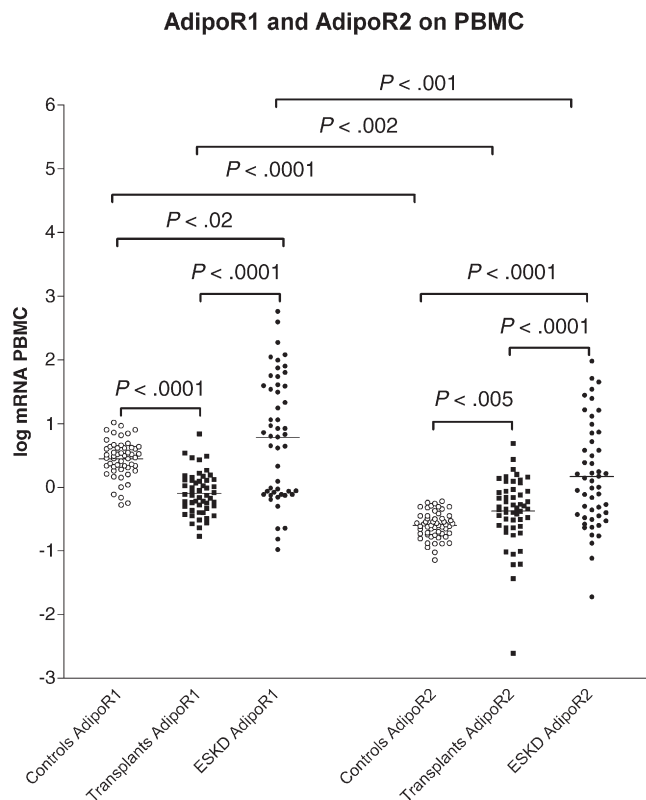 AdipoR1 and AdipoR2 on PBMC
P < .001
6
P < .002
5
P < .0001
P < .02
4
P < .0001
P < .0001
3
P < .0001
2
P < .0001
P < .005
1
0
-1
-2
-3
log mRNA PBMC
Controls AdipoR1
Transplants AdipoR1
ESKD AdipoR1
Controls AdipoR2
Transplants AdipoR2
ESKD AdipoR2